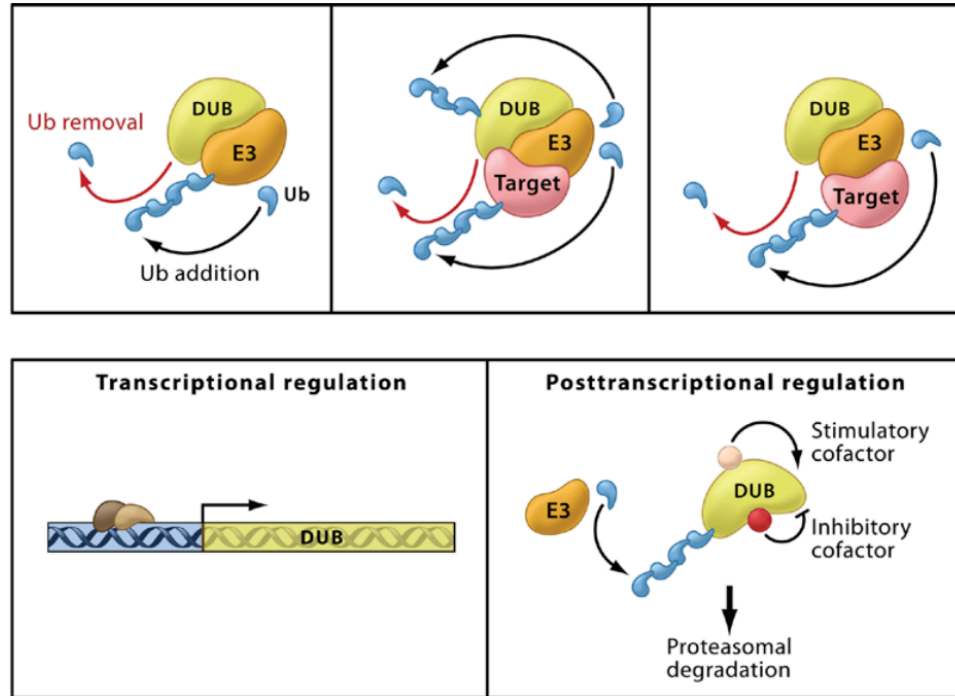 DUB
Ub removal
E3
Ub
Ub addition
DUB
E3
Target
DUB
E3
Target
Transcriptional regulation
DUB
Posttranscriptional regulation
Stimulatory
cofactor
DUB
E3
Inhibitory
cofactor
Proteasomal
degradation